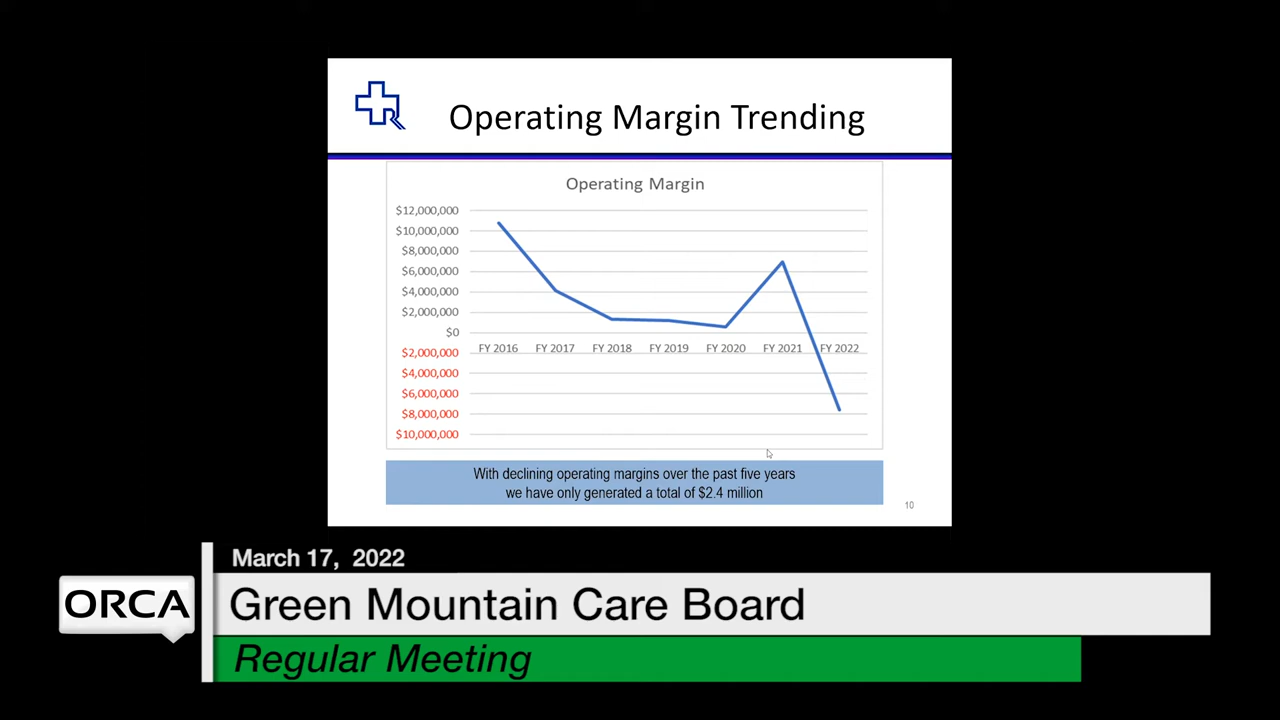 Operating Margin Trending
Operating Margin
$12,000,000
$10,000,000
$8,000,000
$6,000,000
$4,000,000
$2,000,000
$0
$2,000,000
$4,000,000
$6,000,000
$8,000,000
$10,000,000
FY 2016 FY 2017 FY 2018 FY 2019 FY 2020 FY 2021 FY 2022
With declining operating margins over the past five years
we have only generated a total of $2.4 million
10
March 17, 2022
ORCA
Green Mountain Care Board
Regular Meeting